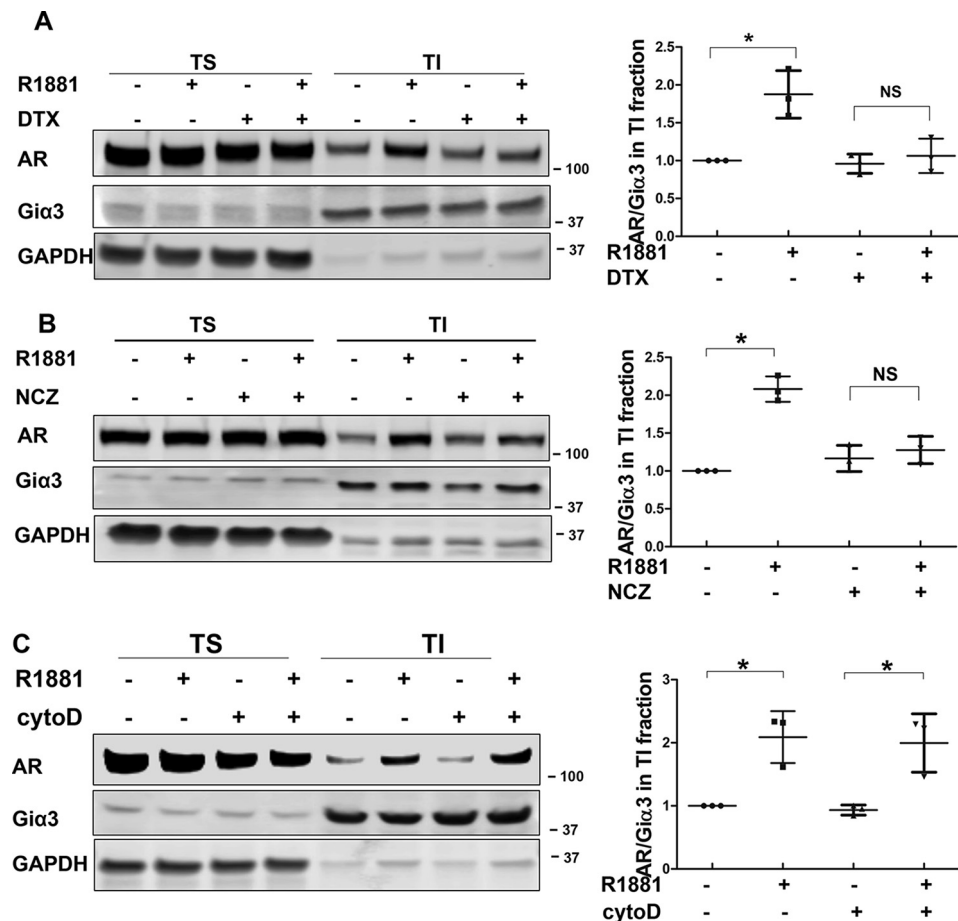 A
TS TI
R1881 - + - + - + - +
DTX - - + + - - + +
AR
- 100
Giα3
- 37
GAPDH
- 37
AR/Giα3 in TI fraction
2.5
2.0
1.5
1.0
0.5
0.0
*
NS
R1881 - + - +
DTX - - + +
B
TS TI
R1881 - + - + - + - +
NCZ - - + + - - + +
AR
- 100
Giα3
- 37
GAPDH
- 37
AR/Giα3 in TI fraction
2.5
2.0
1.5
1.0
0.5
0.0
*
NS
R1881 - + - +
NCZ - - + +
C
TS TI
R1881 - + - + - + - +
cytoD - - + + - - + +
AR
- 100
Giα3
- 37
GAPDH
- 37
AR/Giα3 in TI fraction
3
2
1
0
*
*
R1881 - + - +
cytoD - - + +